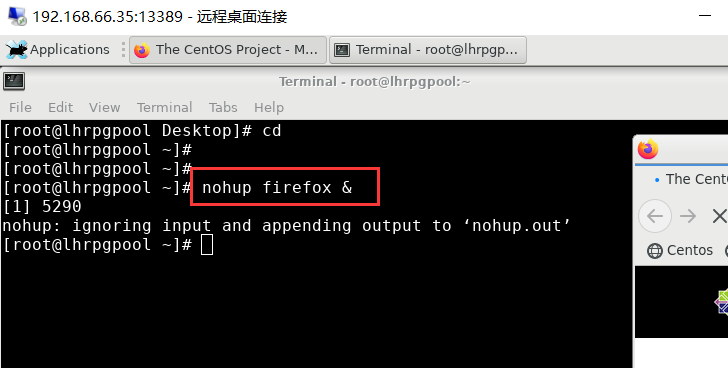 192.168.66.35:13389 - 远程桌面连接
Applications The CentOS Project - M... Terminal - root@lhrpgp...
Terminal - root@lhrpgpool:~
File Edit View Terminal Tabs Help
[root@lhrpgpool Desktop]# cd
[root@lhrpgpool ~]#
[root@lhrpgpool ~]#
[root@lhrpgpool ~]# nohup firefox &
[1] 5290
nohup: ignoring input and appending output to ‘nohup.out’
[root@lhrpgpool ~]#
The CentO
Centos